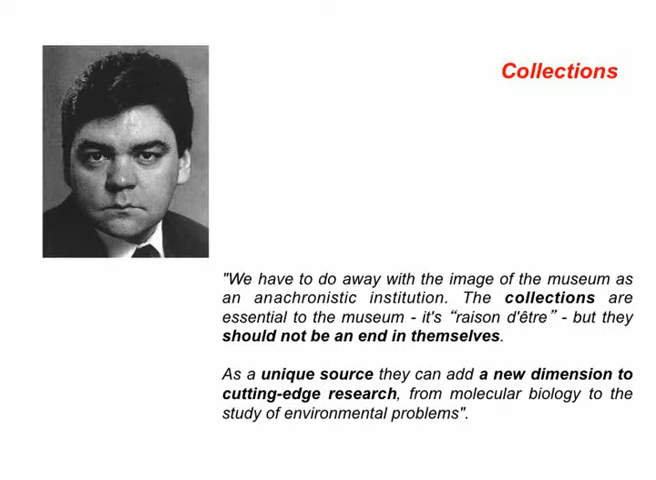 Collections
"We have to do away with the image of the museum as
an anachronistic institution. The collections are
essential to the museum - it's “raison d'être” - but they
should not be an end in themselves.
As a unique source they can add a new dimension to
cutting-edge research, from molecular biology to the
study of environmental problems".